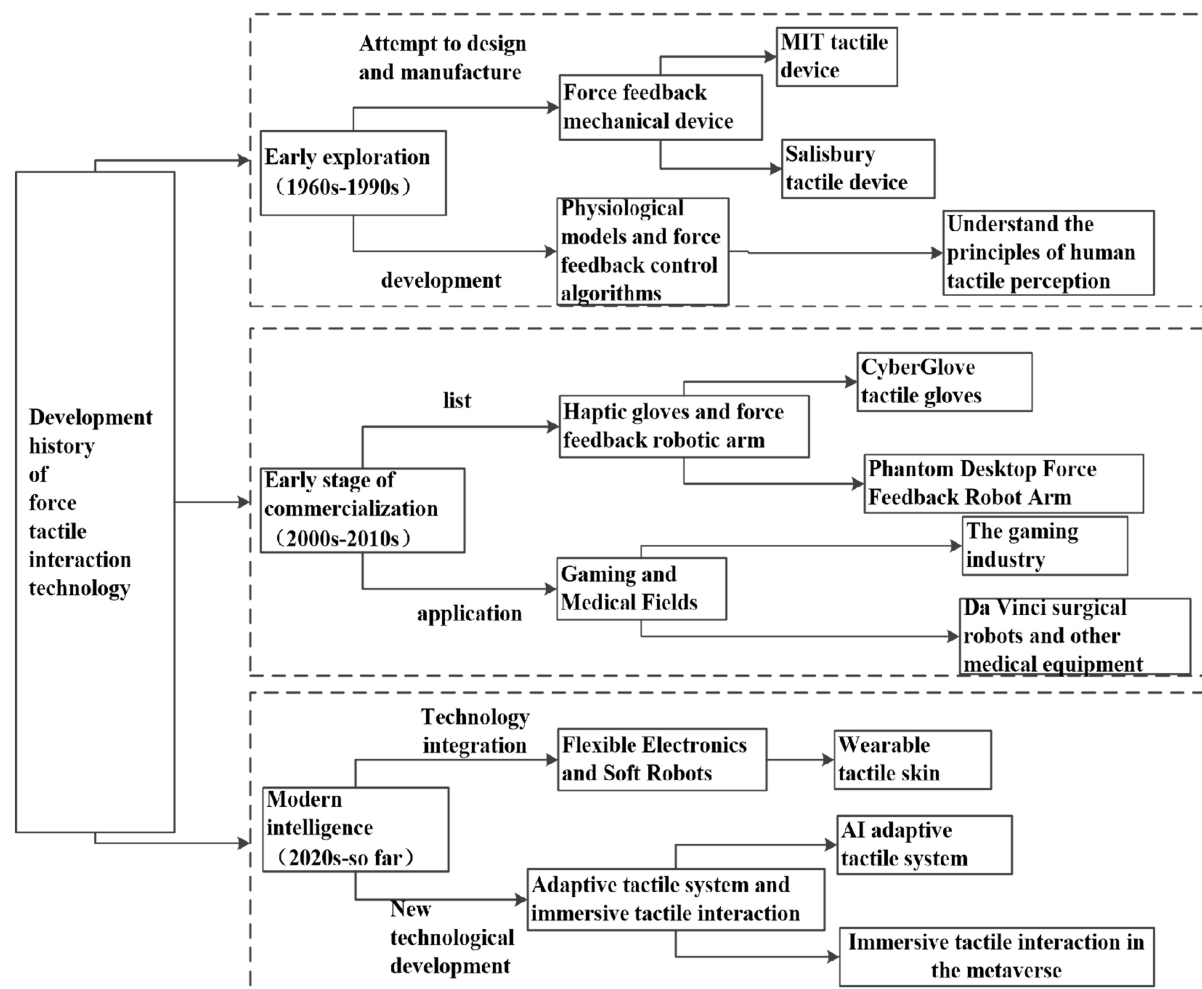 Development
history
of
force
tactile
interaction
technology
Attempt to design
and manufacture
Early exploration
（1960s-1990s）
development
Force feedback
mechanical device
MIT tactile
device
Salisbury
tactile device
Physiological
models and force
feedback control
algorithms
Understand the
principles of human
tactile perception
list
Early stage of
commercialization
(2000s-2010s）
application
Haptic gloves and force
feedback robotic arm
CyberGlove
tactile gloves
Phantom Desktop Force
Feedback Robot Arm
Gaming and
Medical Fields
The gaming
industry
Da Vinci surgical
robots and other
medical equipment
Technology
integration
Modern
intelligence
（2020s-so far）
New
technological
development
Flexible Electronics
and Soft Robots
Wearable
tactile skin
Adaptive tactile system and
immersive tactile interaction
AI adaptive
tactile system
Immersive tactile interaction in
the metaverse